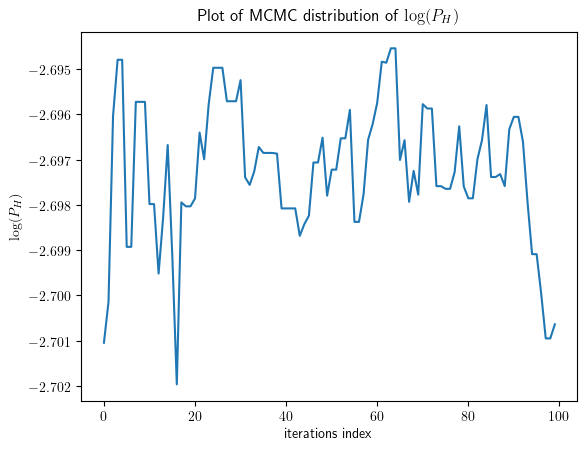 Plot of MCMC distribution of log(P_H)
−2.695
−2.696
−2.697
−2.698
−2.699
−2.700
−2.701
−2.702
log(P_H)
0 20 40 60 80 100
iterations index